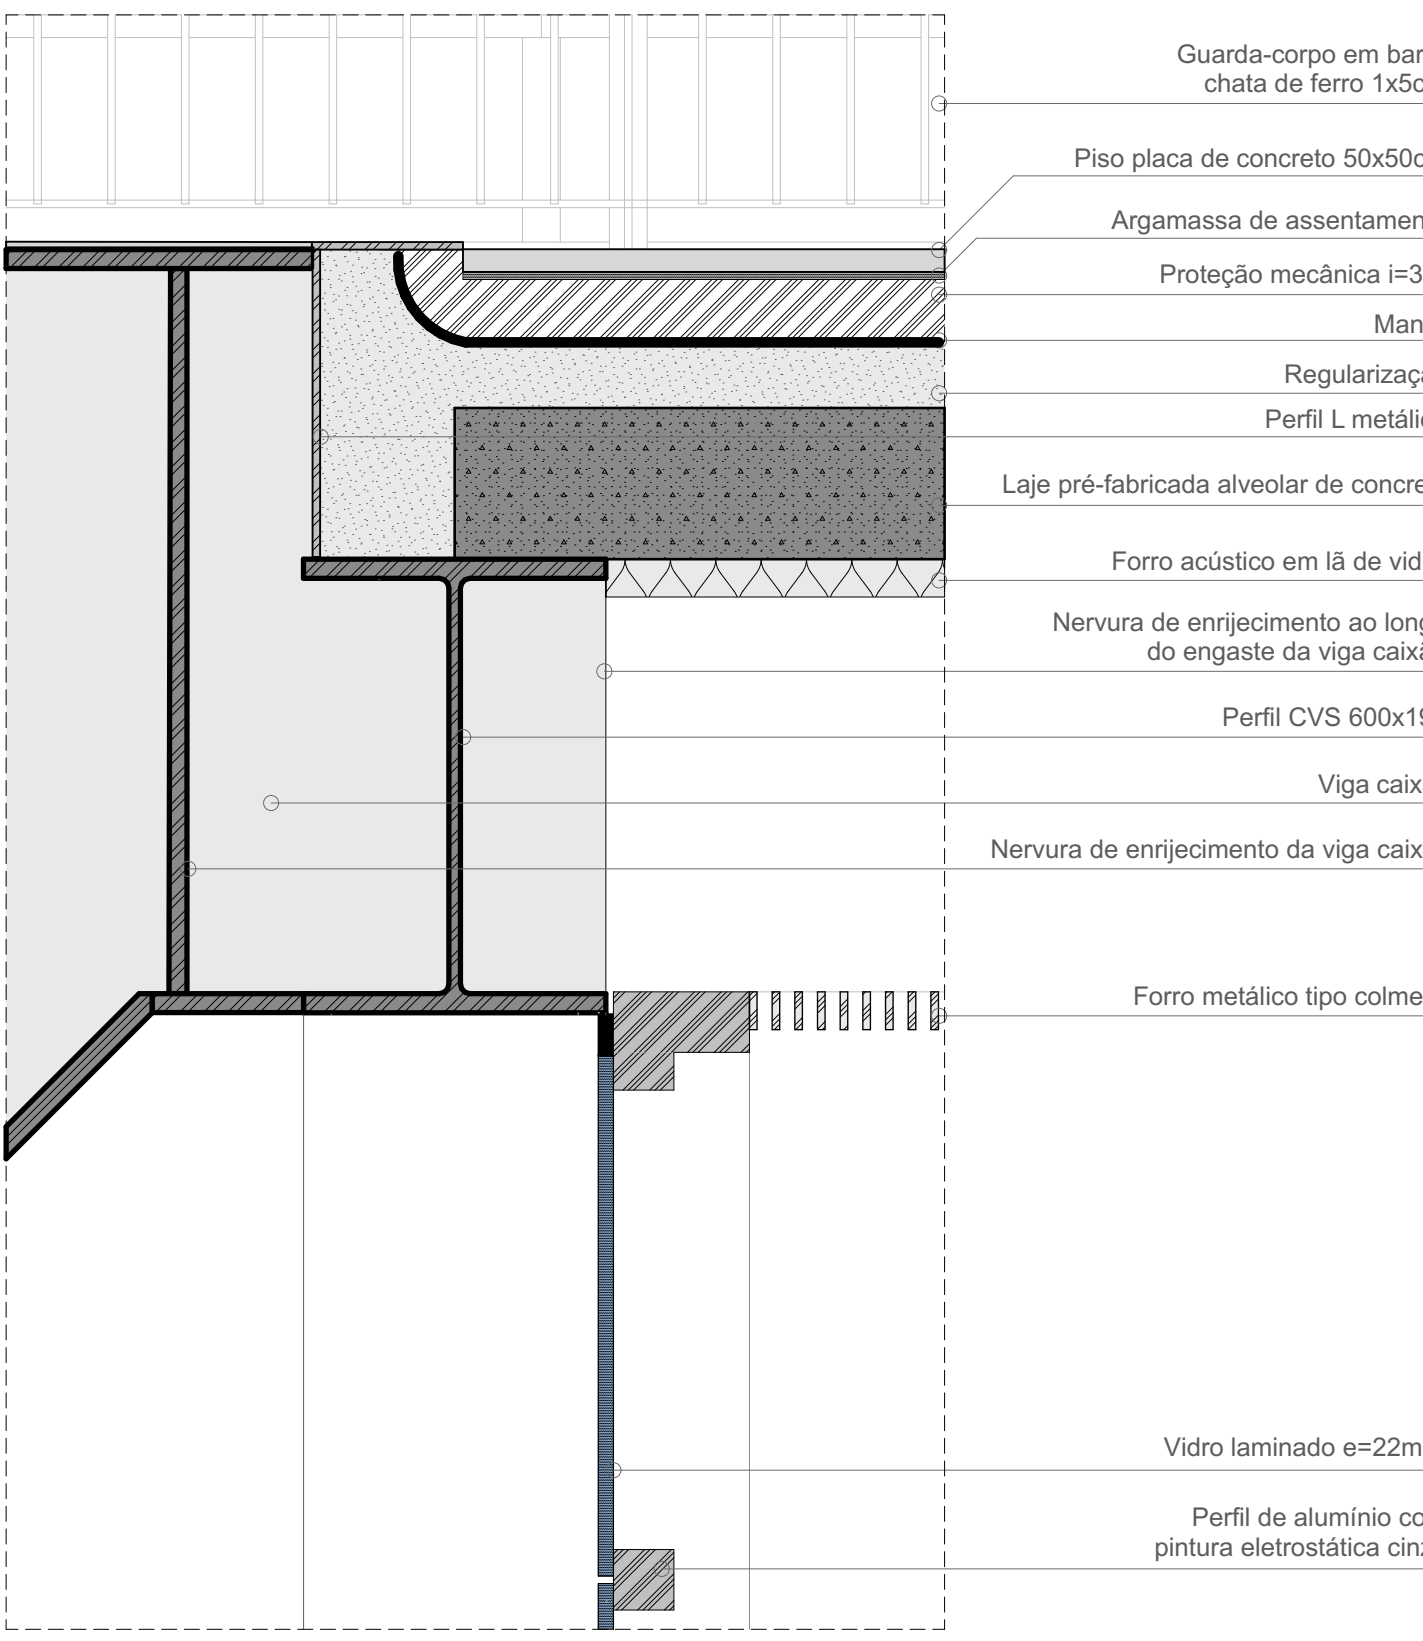 Guarda-corpo em bar
chata de ferro 1x5c
Piso placa de concreto 50x50c
Argamassa de assentamen
Proteção mecânica i=3
Man
Regularizaçã
Perfil L metáli
Laje pré-fabricada alveolar de concre
Forro acústico em lã de vid
Nervura de enrijecimento ao long
do engaste da viga caixã
Perfil CVS 600x19
Viga caix
Nervura de enrijecimento da viga caix
Forro metálico tipo colme
Vidro laminado e=22m
Perfil de alumínio co
pintura eletrostática cinz